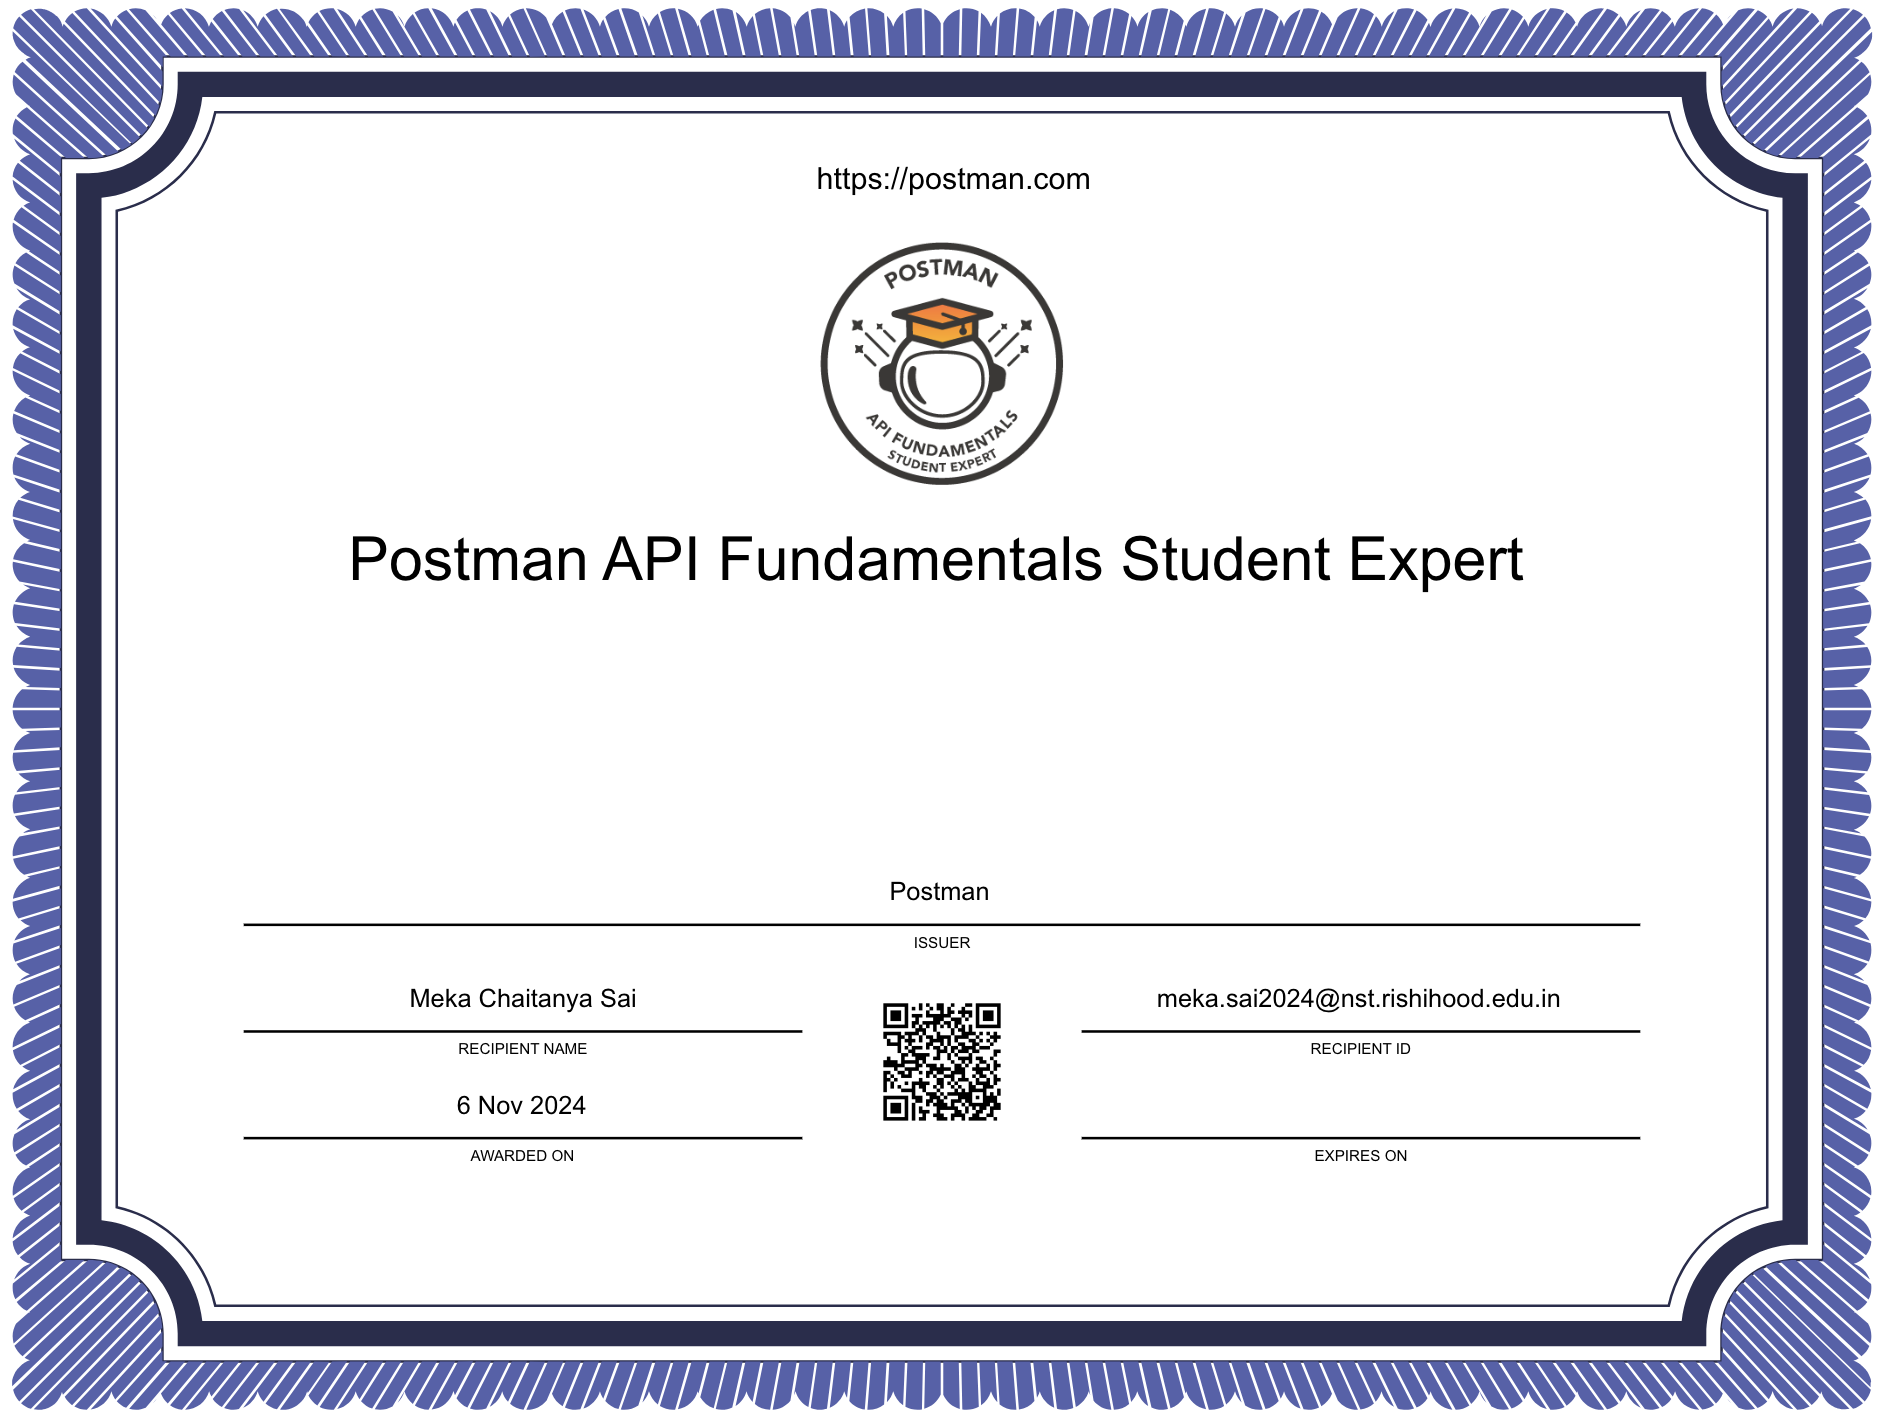 https://postman.com
POSTMAN
API FUNDAMENTALS
STUDENT EXPERT
Postman API Fundamentals Student Expert
Postman
ISSUER
Meka Chaitanya Sai
RECIPIENT NAME
meka.sai2024@nst.rishihood.edu.in
RECIPIENT ID
6 Nov 2024
AWARDED ON
EXPIRES ON